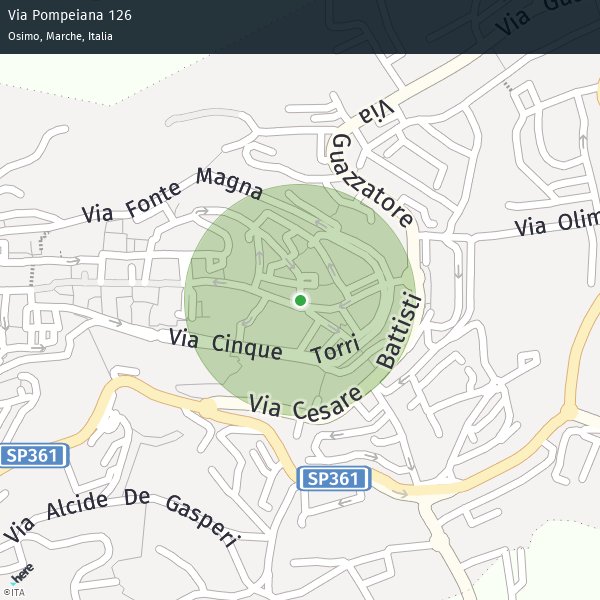 Via Pompeiana 126
Osimo, Marche, Italia
Via Gua
Via
Guazzatore
Via Fonte Magna
Via Olim
Via Cinque Torri
Via Cesare Battisti
SP361
SP361
Via Alcide De Gasperi
here
©ITA